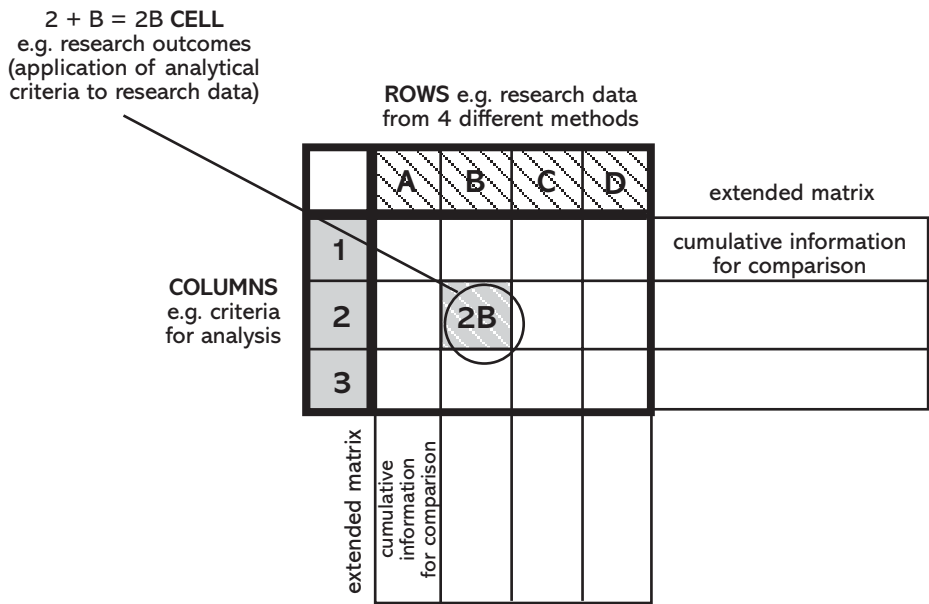 2 + B = 2B CELL
e.g. research outcomes
(application of analytical
criteria to research data)
ROWS e.g. research data
from 4 different methods
A B C D
extended matrix
1
cumulative information
for comparison
COLUMNS
e.g. criteria
for analysis
2
2B
3
extended matrix
cumulative
information
for comparison